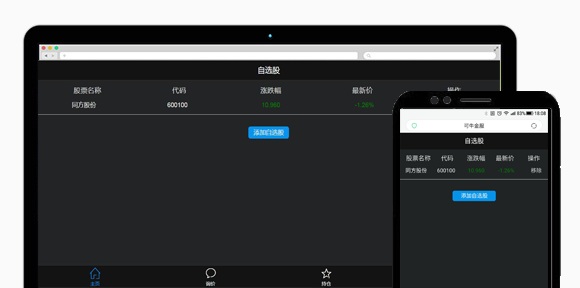 自选股
股票名称 代码 涨跌幅 最新价 操作
同方股份 600100 10.960 -1.26%
添加自选股
主页 持仓
83% 18:08
可牛金服
自选股
股票名称 代码 涨跌幅 最新价 操作
同方股份 600100 10.960 -1.26% 移除
添加自选股